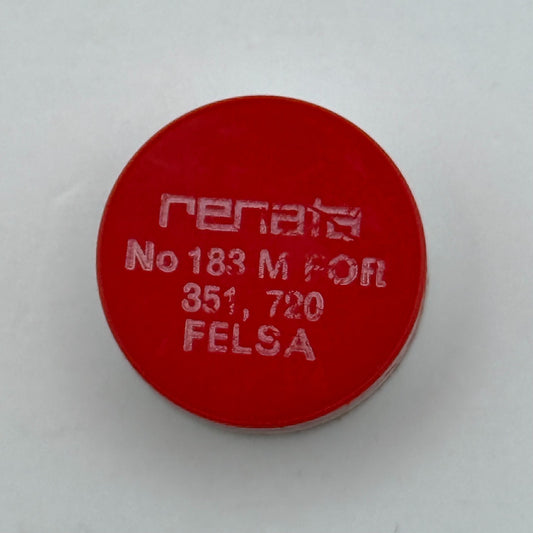 renata
No 183 M FOR
351, 720
FELSA